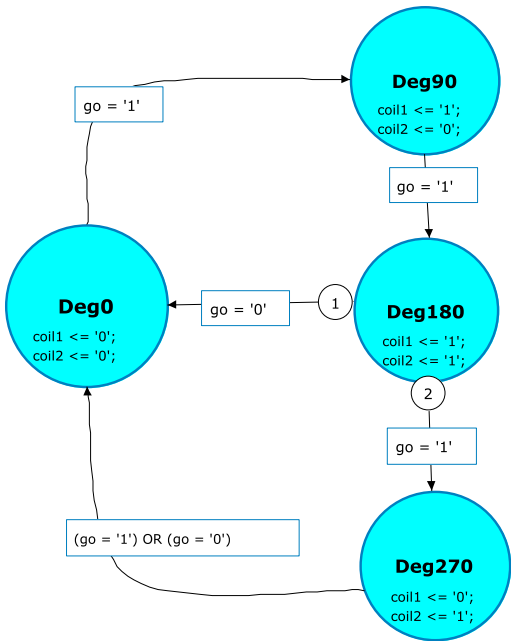 Deg90
coil1 <= '1';
coil2 <= '0';
go = '1'
go = '1'
Deg0
coil1 <= '0';
coil2 <= '0';
go = '0'
1
Deg180
coil1 <= '1';
coil2 <= '1';
2
go = '1'
(go = '1') OR (go = '0')
Deg270
coil1 <= '0';
coil2 <= '1';